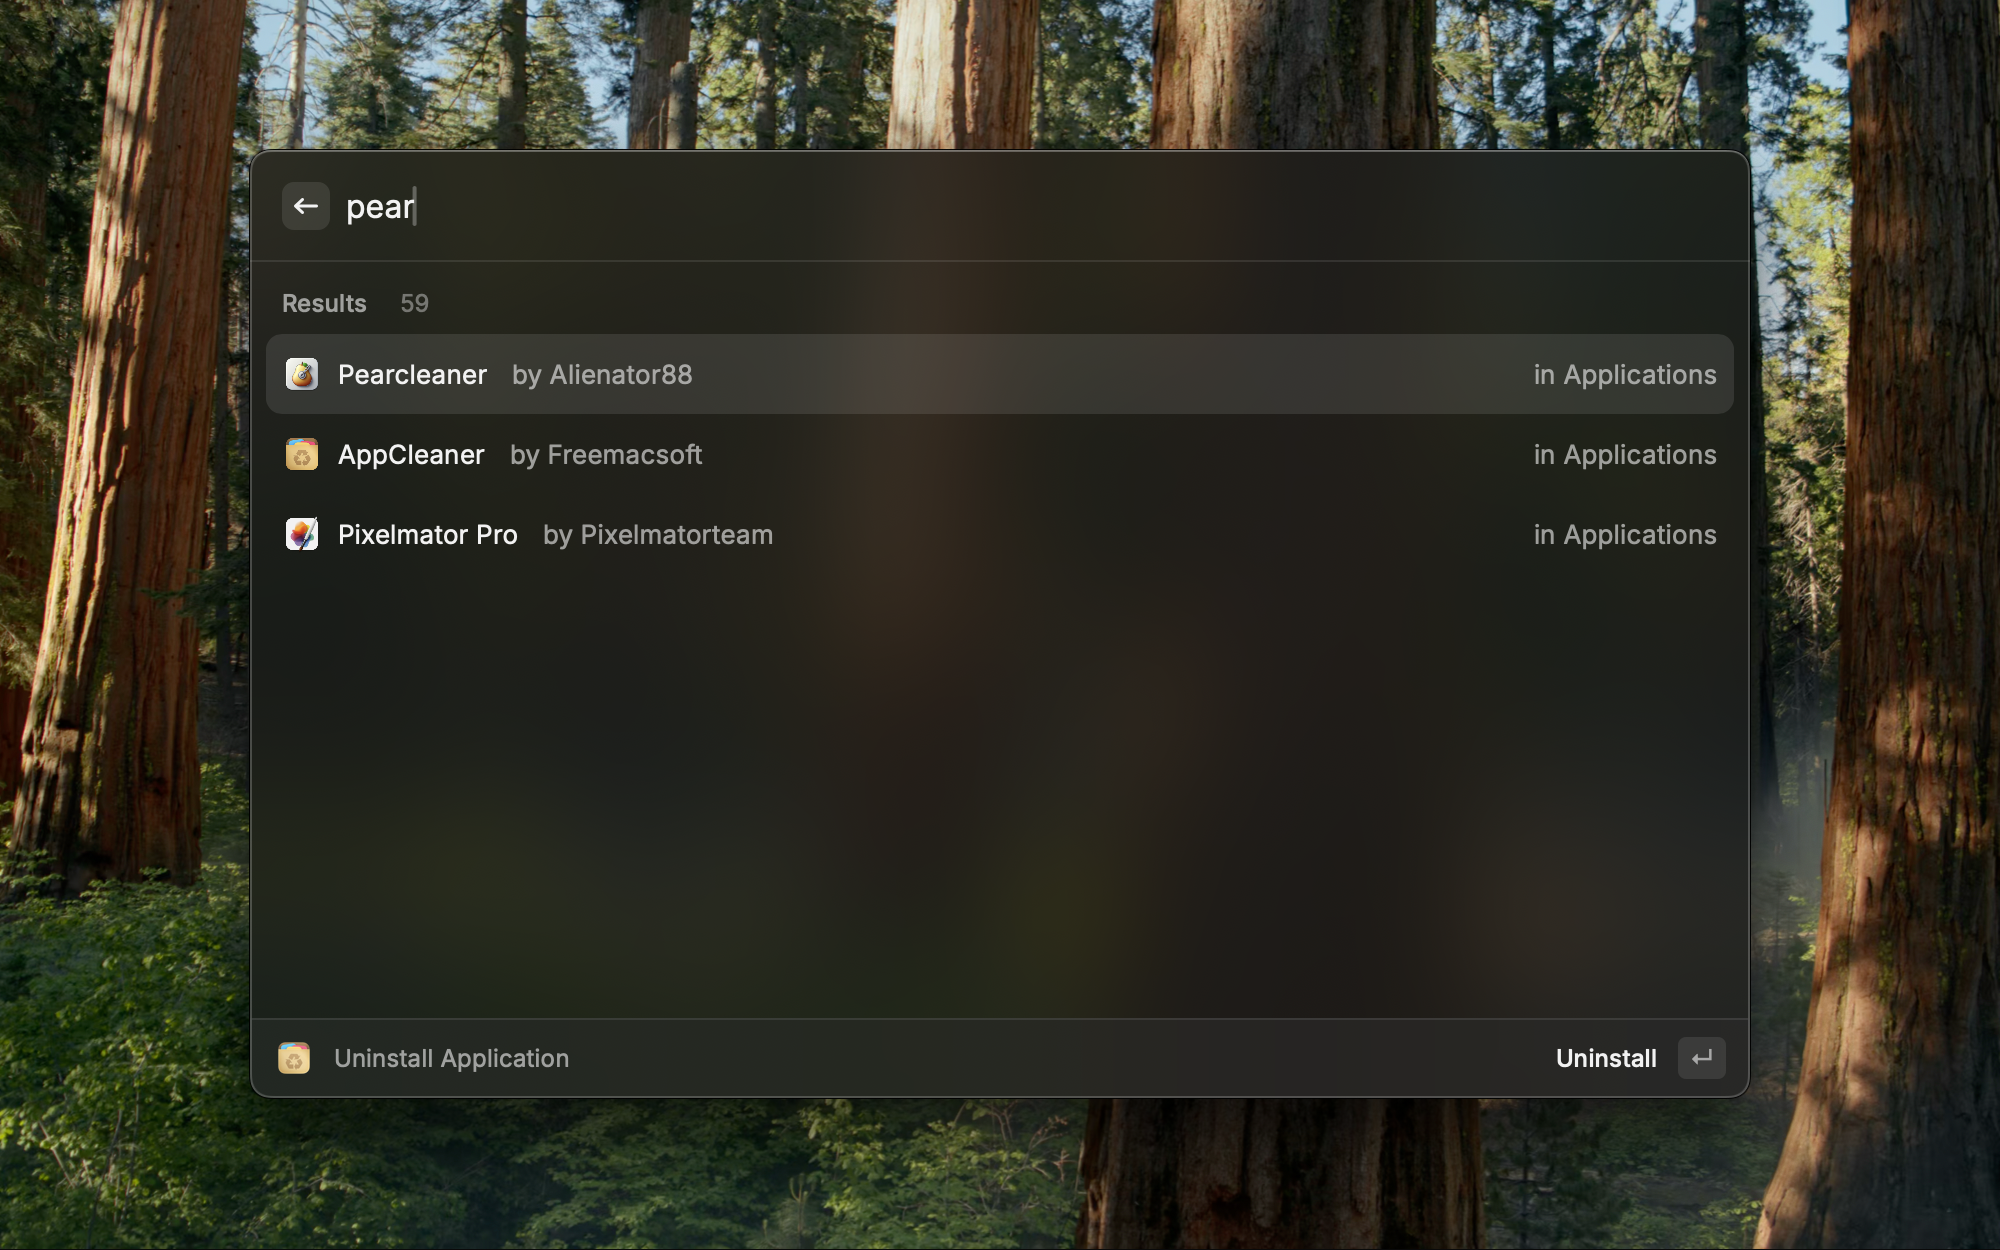 pear
Results 59
Pearcleaner by Alienator88 in Applications
AppCleaner by Freemacsoft in Applications
Pixelmator Pro by Pixelmatorteam in Applications
Uninstall Application Uninstall